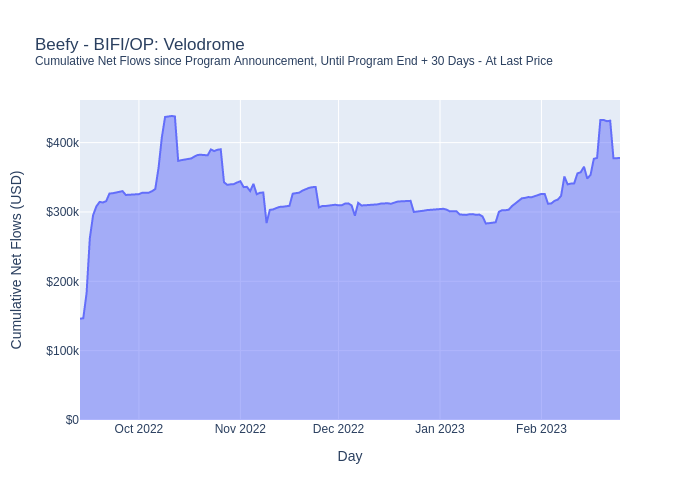 Beefy - BIFI/OP: Velodrome
Cumulative Net Flows since Program Announcement, Until Program End + 30 Days - At Last Price
Cumulative Net Flows (USD)
$400k
$300k
$200k
$100k
$0
Oct 2022
Nov 2022
Dec 2022
Jan 2023
Feb 2023
Day